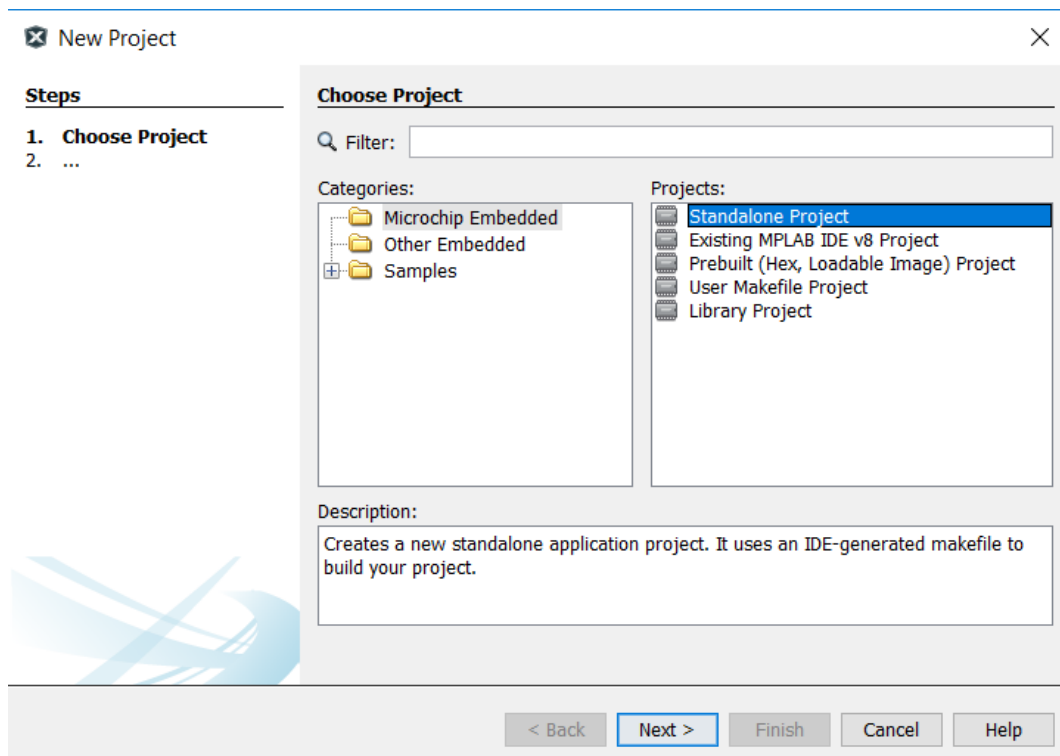 New Project
Steps
1. Choose Project
2. ...
Choose Project
Filter:
Categories:
Microchip Embedded
Other Embedded
Samples
Projects:
Standalone Project
Existing MPLAB IDE v8 Project
Prebuilt (Hex, Loadable Image) Project
User Makefile Project
Library Project
Description:
Creates a new standalone application project. It uses an IDE-generated makefile to
build your project.
< Back Next > Finish Cancel Help